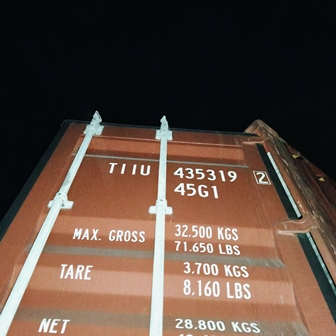 TIIU 435319 2
45G1
MAX. GROSS 32.500 KGS
71.650 LBS
TARE 3.700 KGS
8.160 LBS
NET 28.800 KGS